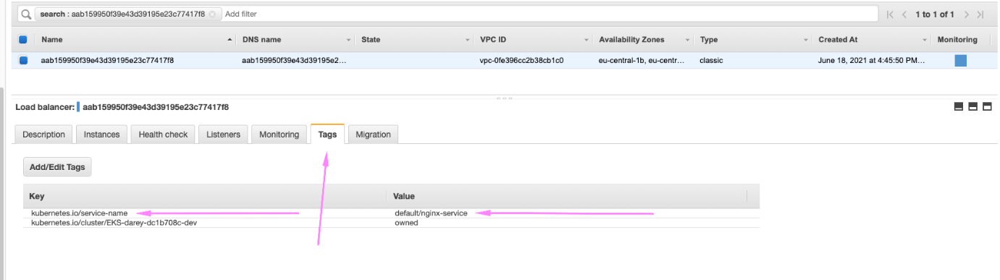 search : aab159950f39e43d39195e23c77417f8 Add filter 1 to 1 of 1
Name DNS name State VPC ID Availability Zones Type Created At Monitoring
aab159950f39e43d39195e23c77417f8 aab159950f39e43d39195e2... vpc-0fe396cc2b38cb1c0 eu-central-1b, eu-centr... classic June 18, 2021 at 4:45:50 PM...
Load balancer: aab159950f39e43d39195e23c77417f8
Description Instances Health check Listeners Monitoring Tags Migration
Add/Edit Tags
Key Value
kubernetes.io/service-name default/nginx-service
kubernetes.io/cluster/EKS-darey-dc1b708c-dev owned